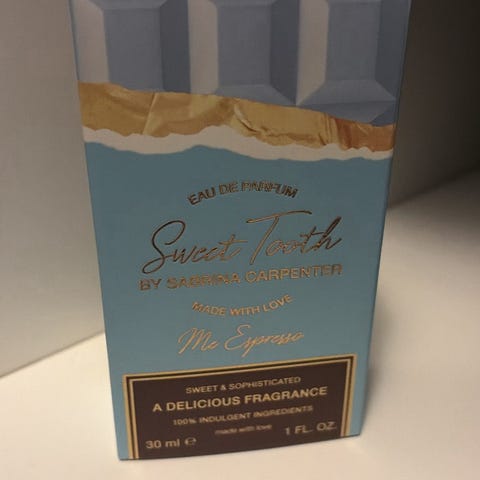 EAU DE PARFUM
Sweet Tooth
BY SABRINA CARPENTER
MADE WITH LOVE
Me Espresso
SWEET & SOPHISTICATED
A DELICIOUS FRAGRANCE
100% INDULGENT INGREDIENTS
made with love
30 ml ℮ 1 FL. OZ.